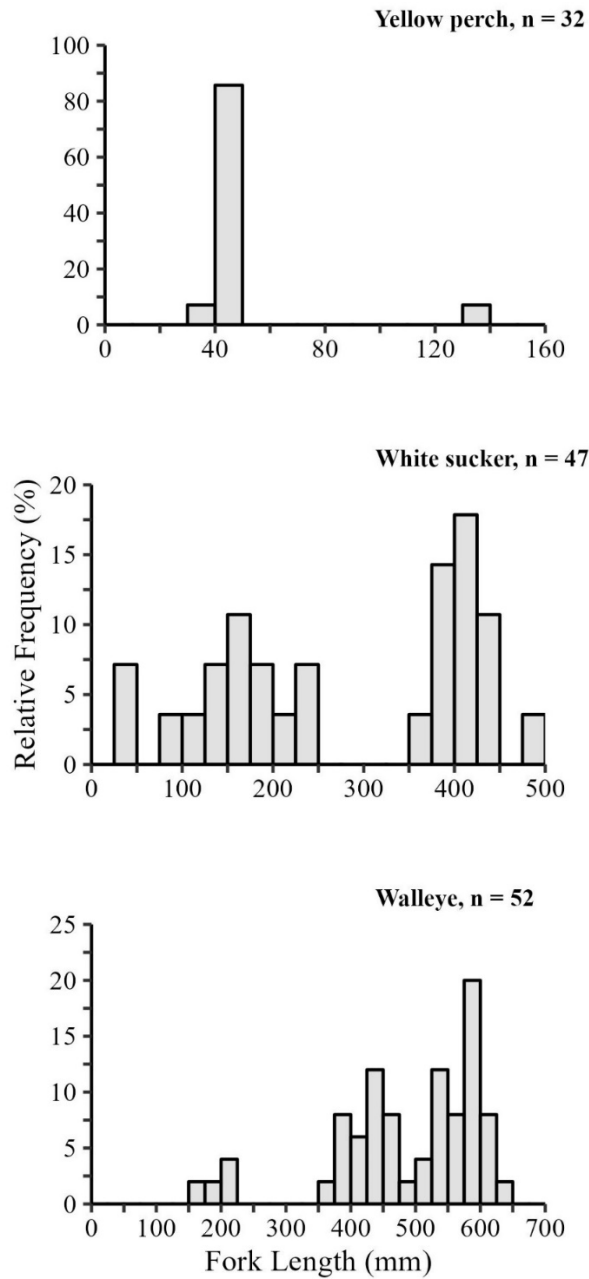 Yellow perch, n = 32
100
80
60
40
20
0
0 40 80 120 160
White sucker, n = 47
Relative Frequency (%)
20
15
10
5
0
0 100 200 300 400 500
Walleye, n = 52
25
20
15
10
5
0
0 100 200 300 400 500 600 700
Fork Length (mm)